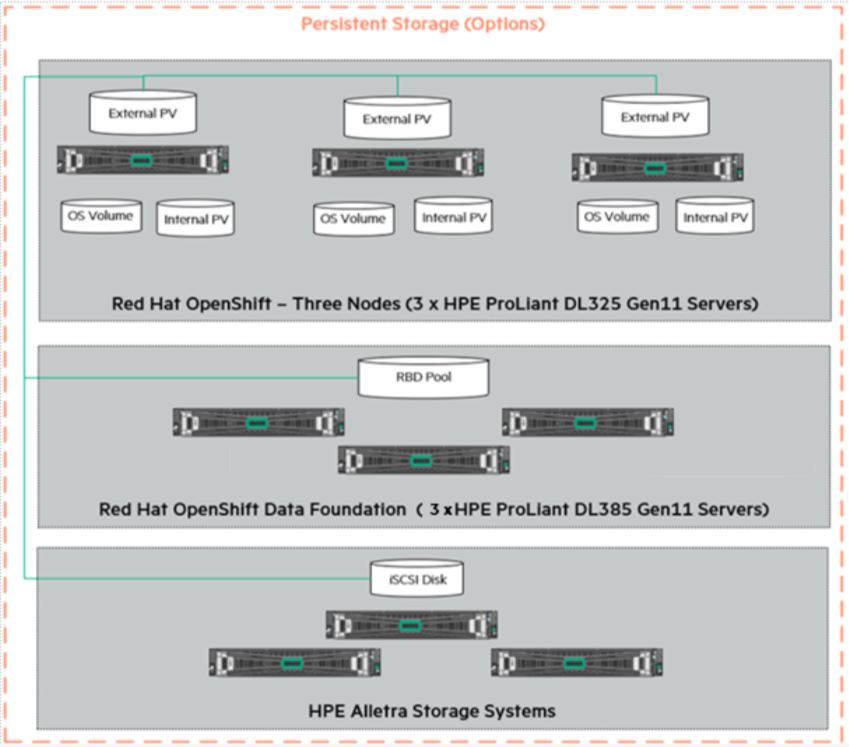 Persistent Storage (Options)
External PV
External PV
External PV
OS Volume
Internal PV
OS Volume
Internal PV
OS Volume
Internal PV
Red Hat OpenShift – Three Nodes (3 x HPE ProLiant DL325 Gen11 Servers)
RBD Pool
Red Hat OpenShift Data Foundation ( 3 xHPE ProLiant DL385 Gen11 Servers)
iSCSI Disk
HPE Alletra Storage Systems